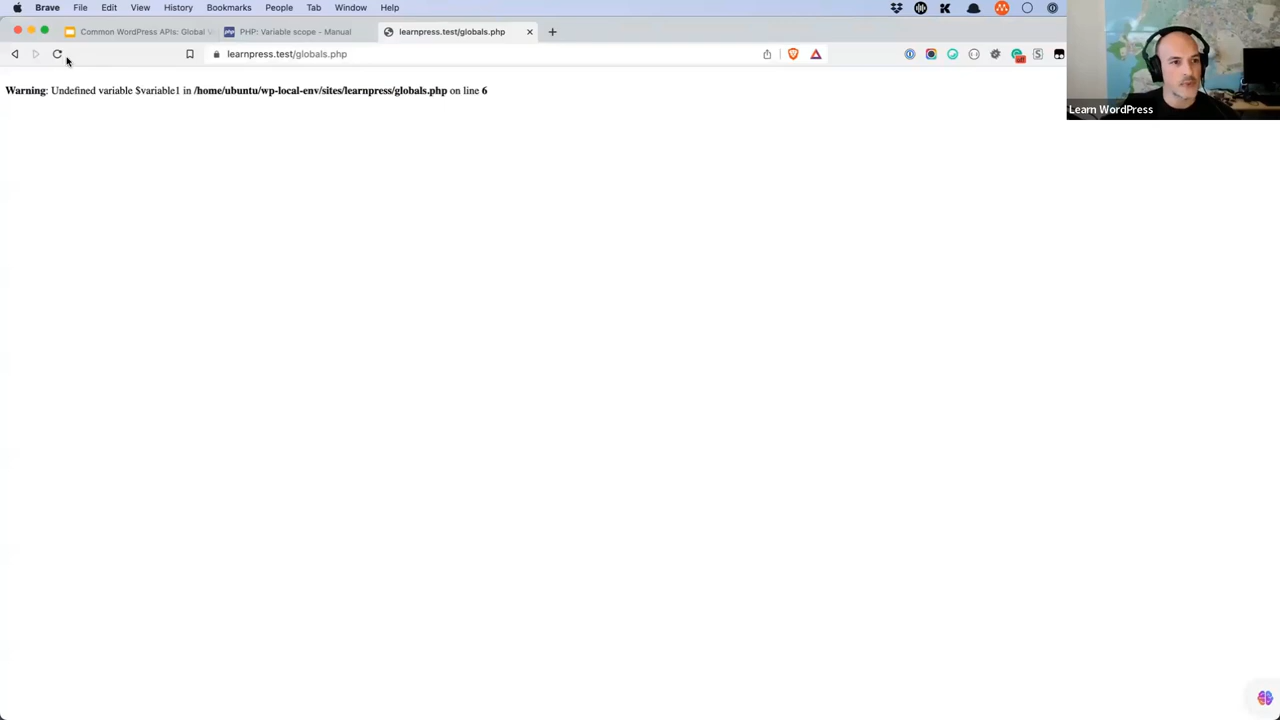 Brave File Edit View History Bookmarks People Tab Window Help
Common WordPress APIs: Global V
PHP: Variable scope - Manual
learnpress.test/globals.php
learnpress.test/globals.php
Warning: Undefined variable $variable1 in /home/ubuntu/wp-local-env/sites/learnpress/globals.php on line 6
Learn WordPress